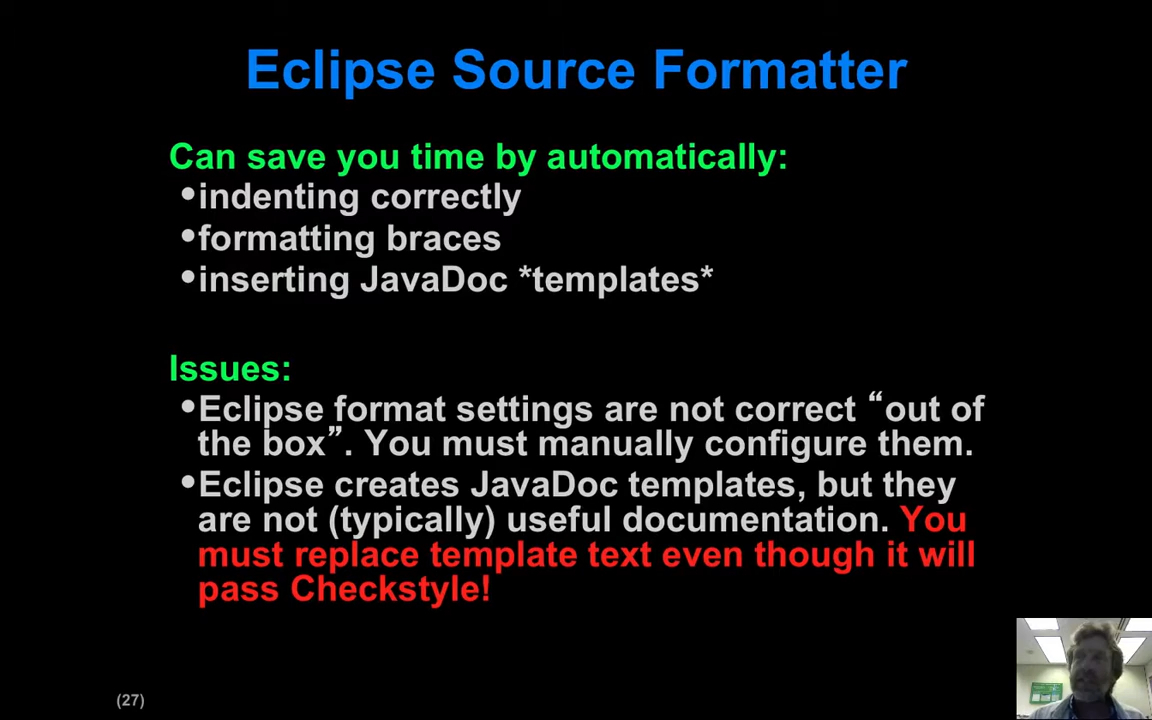 Eclipse Source Formatter
Can save you time by automatically:
•indenting correctly
•formatting braces
•inserting JavaDoc *templates*
Issues:
•Eclipse format settings are not correct “out of
the box”. You must manually configure them.
•Eclipse creates JavaDoc templates, but they
are not (typically) useful documentation. You
must replace template text even though it will
pass Checkstyle!
(27)